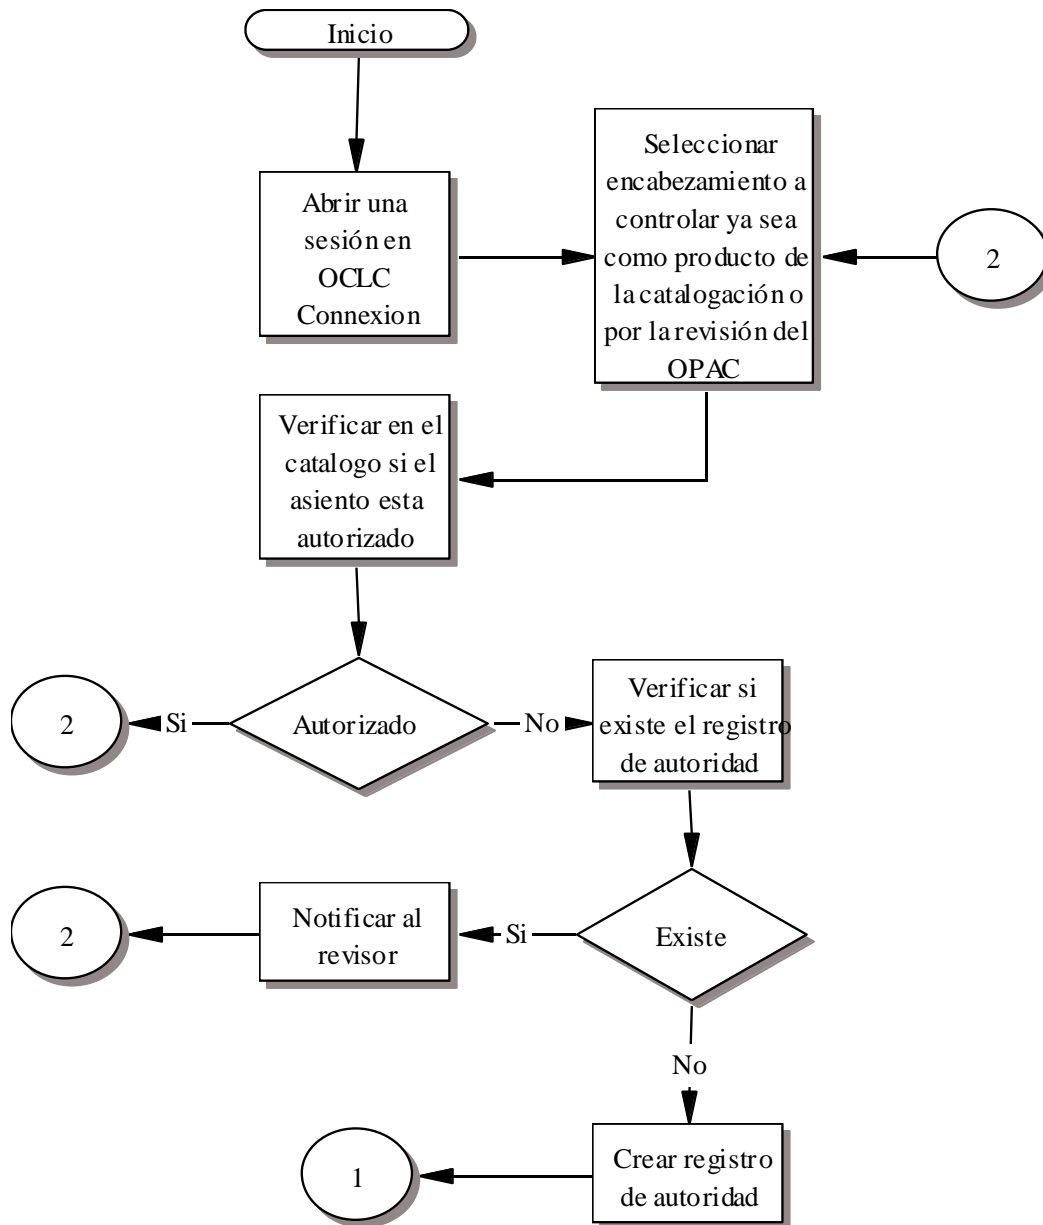 Inicio
Abrir una
sesión en
OCLC
Connexion
Seleccionar
encabezamiento a
controlar ya sea
como producto de
la catalogación o
por la revisión del
OPAC
2
Verificar en el
catalogo si el
asiento esta
autorizado
2
Si
Autorizado
No
Verificar si
existe el registro
de autoridad
2
Notificar al
revisor
Si
Existe
No
1
Crear registro
de autoridad